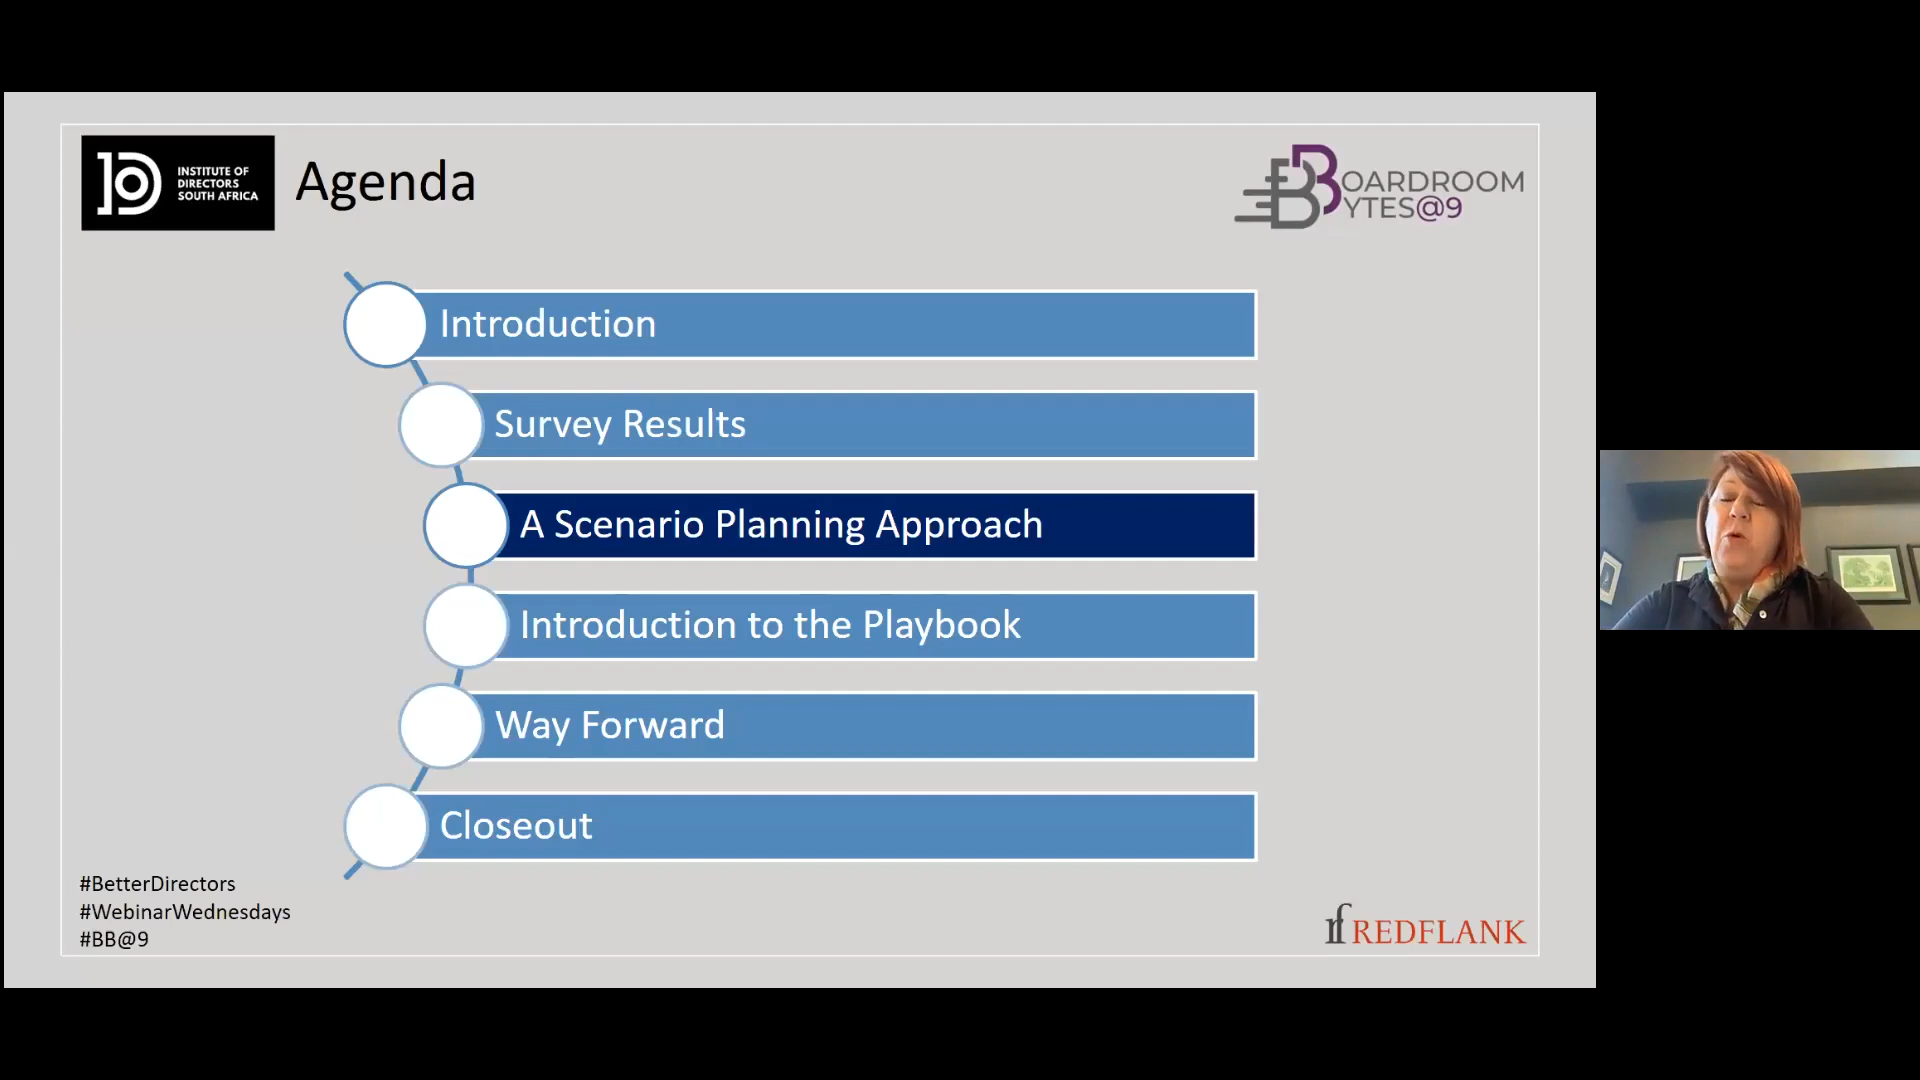 INSTITUTE OF
DIRECTORS
SOUTH AFRICA
Agenda
BOARDROOM
BYTES@9
Introduction
Survey Results
A Scenario Planning Approach
Introduction to the Playbook
Way Forward
Closeout
#BetterDirectors
#WebinarWednesdays
#BB@9
rf REDFLANK